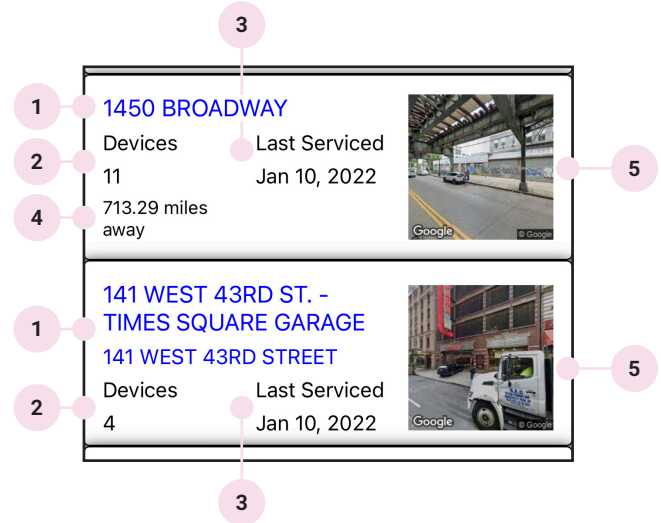 3
1
1450 BROADWAY
Devices
Last Serviced
2
5
11
Jan 10, 2022
4
713.29 miles
away
Google
© Google
141 WEST 43RD ST. -
1
TIMES SQUARE GARAGE
141 WEST 43RD STREET
5
Devices
Last Serviced
2
4
Jan 10, 2022
Google
© Google
3